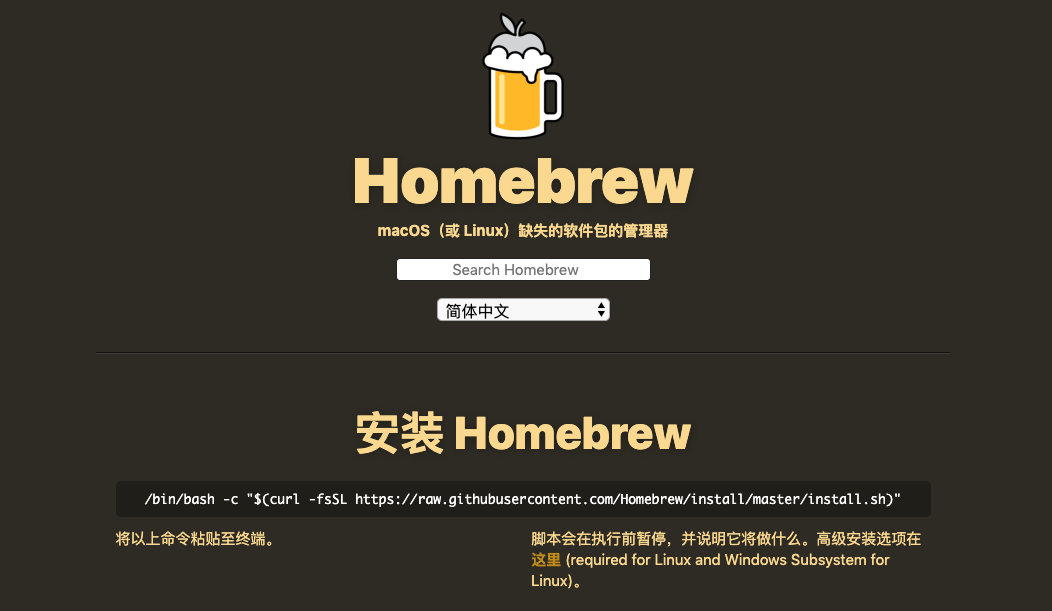 Homebrew
macOS（或 Linux）缺失的软件包的管理器
Search Homebrew
简体中文
安装 Homebrew
/bin/bash -c "$(curl -fsSL https://raw.githubusercontent.com/Homebrew/install/master/install.sh)"
将以上命令粘贴至终端。
脚本会在执行前暂停，并说明它将做什么。高级安装选项在
这里 (required for Linux and Windows Subsystem for
Linux)。